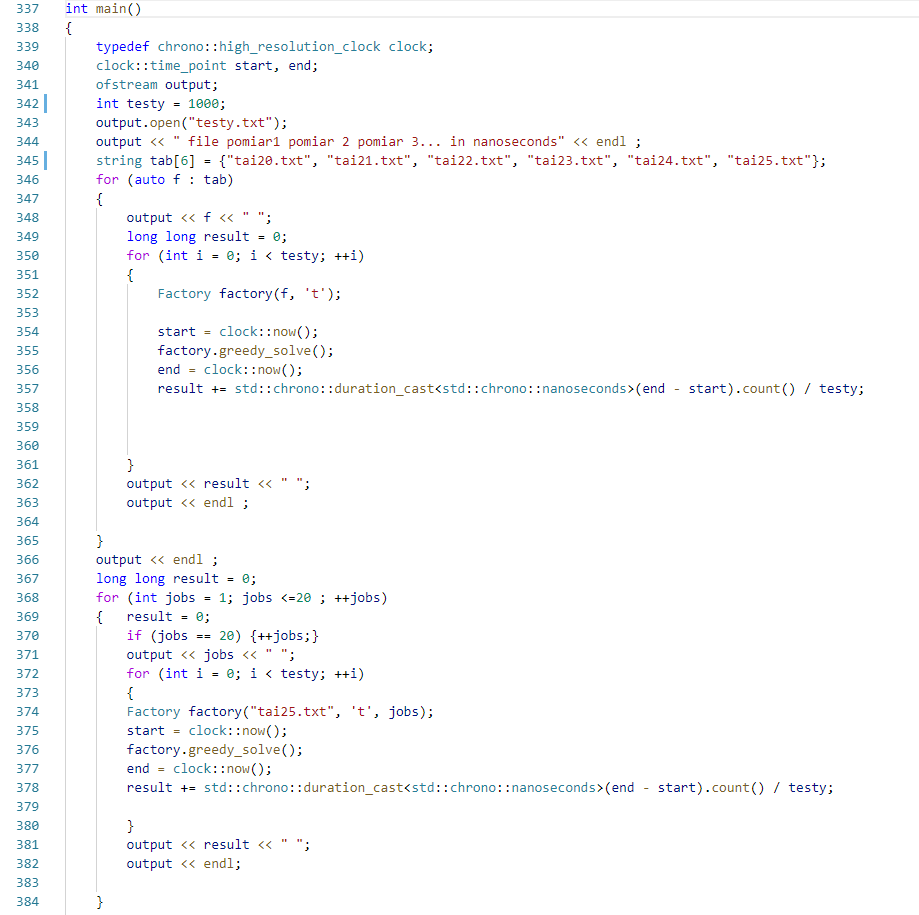 337 int main()
338 {
339 typedef chrono::high_resolution_clock clock;
340 clock::time_point start, end;
341 ofstream output;
342 int testy = 1000;
343 output.open("testy.txt");
344 output << " file pomiar1 pomiar 2 pomiar 3... in nanoseconds" << endl ;
345 string tab[6] = {"tai20.txt", "tai21.txt", "tai22.txt", "tai23.txt", "tai24.txt", "tai25.txt"};
346 for (auto f : tab)
347 {
348 output << f << " ";
349 long long result = 0;
350 for (int i = 0; i < testy; ++i)
351 {
352 Factory factory(f, 't');
353
354 start = clock::now();
355 factory.greedy_solve();
356 end = clock::now();
357 result += std::chrono::duration_cast<std::chrono::nanoseconds>(end - start).count() / testy;
358
359
360
361 }
362 output << result << " ";
363 output << endl ;
364
365 }
366 output << endl ;
367 long long result = 0;
368 for (int jobs = 1; jobs <=20 ; ++jobs)
369 { result = 0;
370 if (jobs == 20) {++jobs;}
371 output << jobs << " ";
372 for (int i = 0; i < testy; ++i)
373 {
374 Factory factory("tai25.txt", 't', jobs);
375 start = clock::now();
376 factory.greedy_solve();
377 end = clock::now();
378 result += std::chrono::duration_cast<std::chrono::nanoseconds>(end - start).count() / testy;
379
380 }
381 output << result << " ";
382 output << endl;
383
384 }